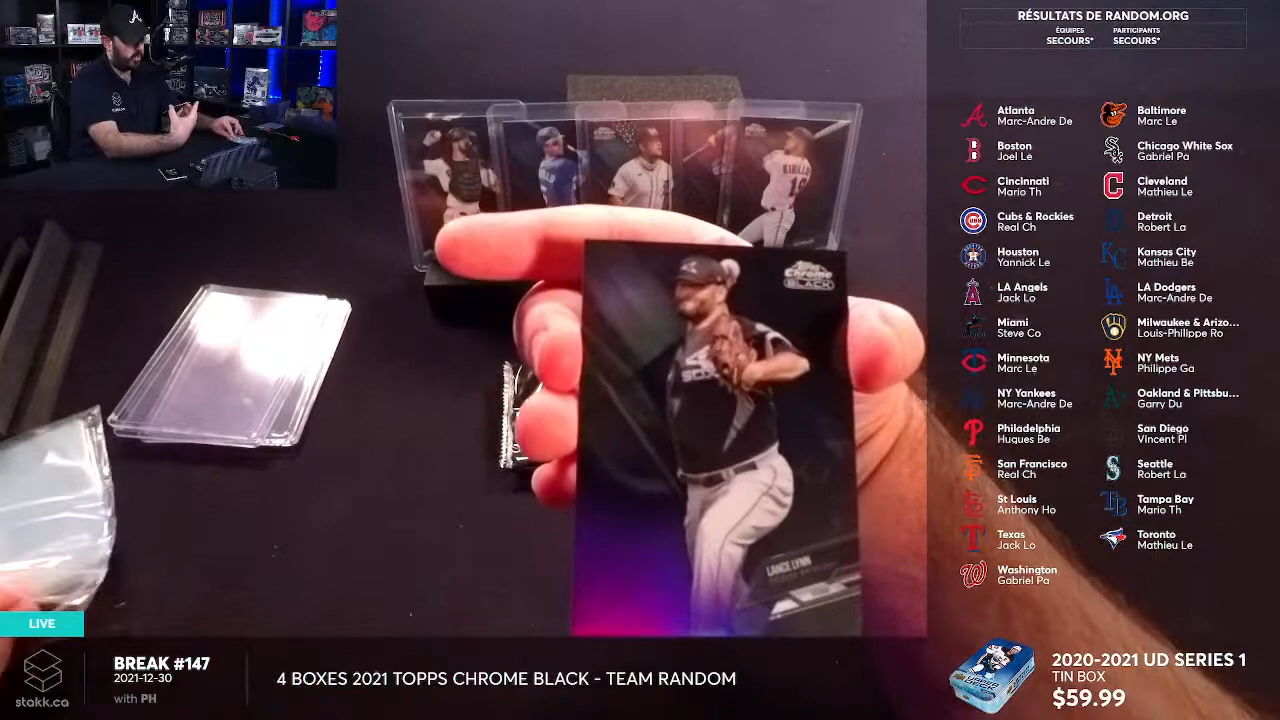 RÉSULTATS DE RANDOM.ORG
ÉQUIPES
SECOURS*
PARTICIPANTS
SECOURS*
Atlanta
Marc-Andre De
Baltimore
Marc Le
Boston
Joel Le
Chicago White Sox
Gabriel Pa
Cincinnati
Mario Th
Cleveland
Mathieu Le
Cubs & Rockies
Real Ch
Detroit
Robert La
Houston
Yannick Le
Kansas City
Mathieu Be
LA Angels
Jack Lo
LA Dodgers
Marc-Andre De
Miami
Steve Co
Milwaukee & Arizo...
Louis-Philippe Ro
Minnesota
Marc Le
NY Mets
Philippe Ga
NY Yankees
Marc-Andre De
Oakland & Pittsbu...
Garry Du
Philadelphia
Hugues Be
San Diego
Vincent Pl
San Francisco
Real Ch
Seattle
Robert La
St Louis
Anthony Ho
Tampa Bay
Mario Th
Texas
Jack Lo
Toronto
Mathieu Le
Washington
Gabriel Pa
Topps
Chrome
BLACK
LANCE LYNN
LIVE
stakk.ca
BREAK #147
2021-12-30
with PH
4 BOXES 2021 TOPPS CHROME BLACK - TEAM RANDOM
2020-2021 UD SERIES 1
TIN BOX
$59.99